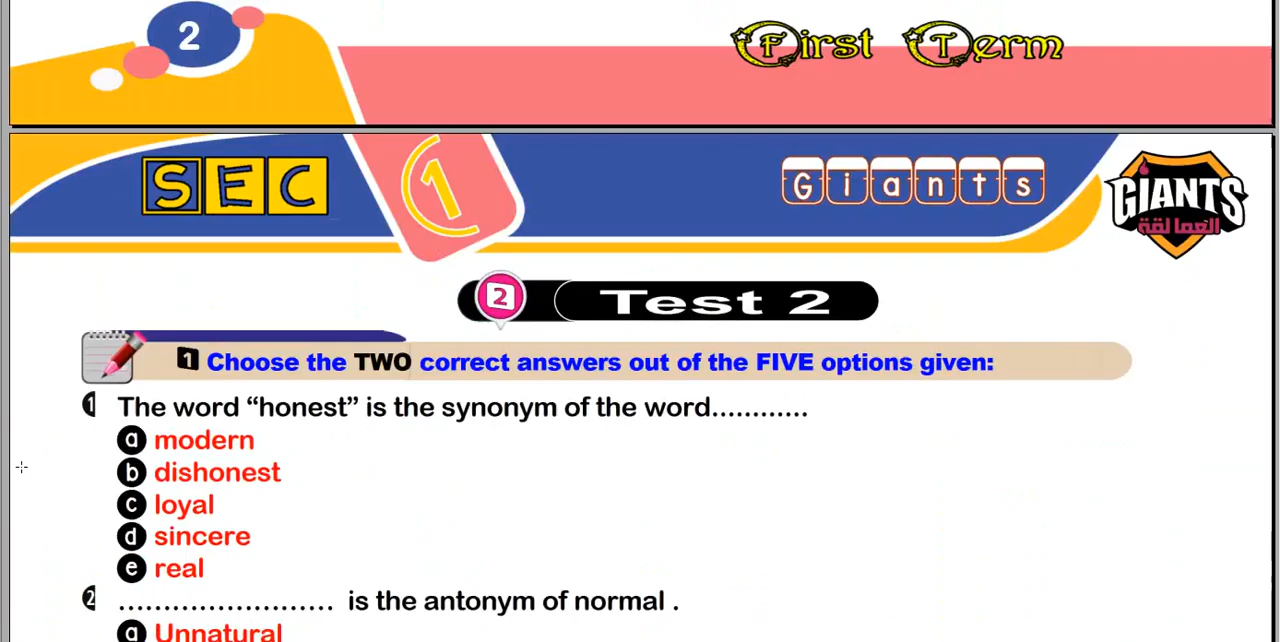 2
First Term
SEC
1
Giants
GIANTS
العمالقة
2 Test 2
1 Choose the TWO correct answers out of the FIVE options given:
1 The word “honest” is the synonym of the word............
a modern
b dishonest
c loyal
d sincere
e real
2 ........................ is the antonym of normal .
a Unnatural